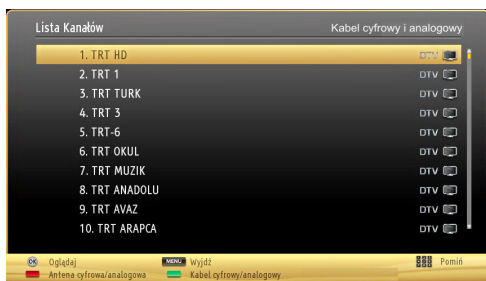 Lista Kanałów Kabel cyfrowy i analogowy
1. TRT HD DTV
2. TRT 1 DTV
3. TRT TURK DTV
4. TRT 3 DTV
5. TRT-6 DTV
6. TRT OKUL DTV
7. TRT MUZIK DTV
8. TRT ANADOLU DTV
9. TRT AVAZ DTV
10. TRT ARAPCA DTV
OK Oglądaj MENU Wyjdź Pomiń
Antena cyfrowa/analogowa Kabel cyfrowy/analogowy